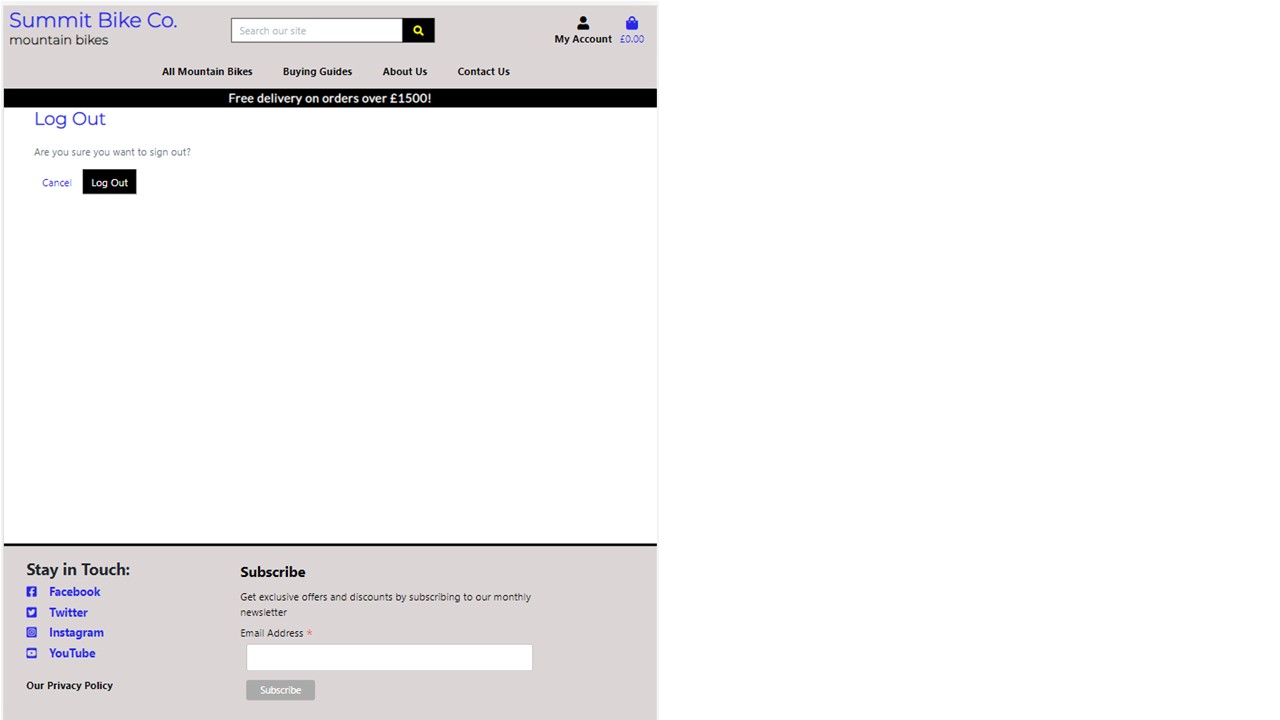 Summit Bike Co.
mountain bikes
Search our site
My Account
£0.00
All Mountain Bikes
Buying Guides
About Us
Contact Us
Free delivery on orders over £1500!
Log Out
Are you sure you want to sign out?
Cancel
Log Out
Stay in Touch:
Facebook
Twitter
Instagram
YouTube
Our Privacy Policy
Subscribe
Get exclusive offers and discounts by subscribing to our monthly
newsletter
Email Address *
Subscribe